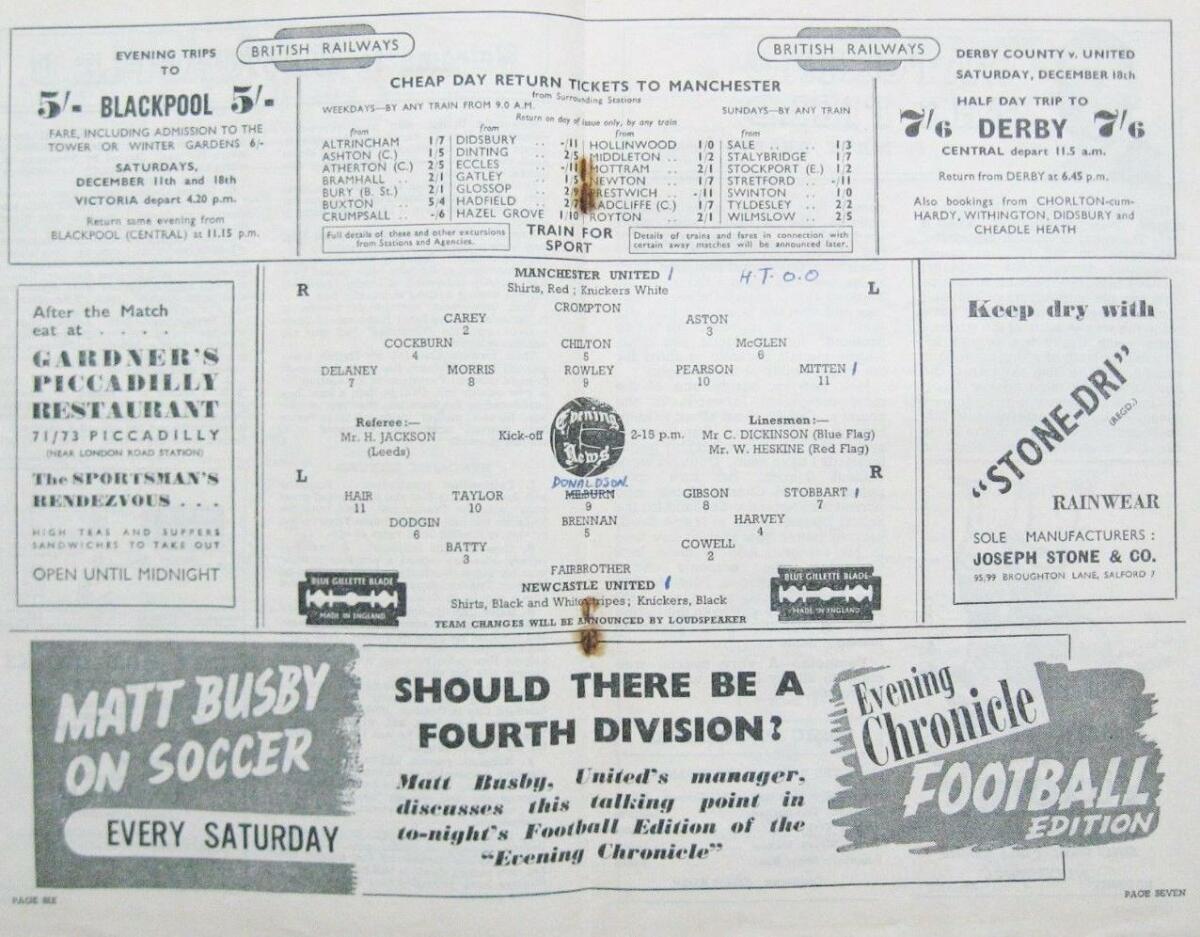 EVENING TRIPS
TO
5/- BLACKPOOL 5/-
FARE, INCLUDING ADMISSION TO THE
TOWER OR WINTER GARDENS 6/-
SATURDAYS,
DECEMBER 11th and 18th
VICTORIA depart 4.20 p.m.
Return same evening from
BLACKPOOL (CENTRAL) at 11.15 p.m.
BRITISH RAILWAYS
BRITISH RAILWAYS
CHEAP DAY RETURN TICKETS TO MANCHESTER
from Surrounding Stations
WEEKDAYS—BY ANY TRAIN FROM 9.0 A.M.
SUNDAYS—BY ANY TRAIN
Return on day of issue only, by any train
from
ALTRINCHAM 1/7
ASHTON (C.) 1/5
ATHERTON (C.) 2/5
BRAMHALL .. 2/1
BURY (B. St.) 2/1
BUXTON .. 5/4
CRUMPSALL .. -/6
from
DIDSBURY .. -/11
DINTING .. 2/5
ECCLES .. -/11
GATLEY .. 1/5
GLOSSOP .. 2/9
HADFIELD .. 2/7
HAZEL GROVE 1/10
from
HOLLINWOOD 1/0
MIDDLETON .. 1/2
MOTTRAM .. 2/1
NEWTON .. 1/7
PRESTWICH .. -/11
RADCLIFFE (C.) 1/7
ROYTON .. 2/1
from
SALE .. .. 1/3
STALYBRIDGE 1/7
STOCKPORT (E.) 1/2
STRETFORD .. -/11
SWINTON .. 1/0
TYLDESLEY .. 2/2
WILMSLOW .. 2/5
Full details of these and other excursions
from Stations and Agencies.
TRAIN FOR
SPORT
Details of trains and fares in connection with
certain away matches will be announced later.
DERBY COUNTY v. UNITED
SATURDAY, DECEMBER 18th
HALF DAY TRIP TO
7/6 DERBY 7/6
CENTRAL depart 11.5 a.m.
Return from DERBY at 6.45 p.m.
Also bookings from CHORLTON-cum-
HARDY, WITHINGTON, DIDSBURY and
CHEADLE HEATH
After the Match
eat at . . . .
GARDNER'S
PICCADILLY
RESTAURANT
71/73 PICCADILLY
(NEAR LONDON ROAD STATION)
The SPORTSMAN'S
RENDEZVOUS . . .
HIGH TEAS AND SUPPERS
SANDWICHES TO TAKE OUT
OPEN UNTIL MIDNIGHT
MANCHESTER UNITED 1
H.T. 0.0
Shirts, Red ; Knickers White
R
L
CROMPTON
CAREY
2
ASTON
3
COCKBURN
4
CHILTON
5
McGLEN
6
DELANEY
7
MORRIS
8
ROWLEY
9
PEARSON
10
MITTEN 1
11
Referee:—
Mr. H. JACKSON
(Leeds)
Kick-off
Evening
News
2-15 p.m.
Linesmen:—
Mr C. DICKINSON (Blue Flag)
Mr. W. HESKINE (Red Flag)
L
R
DONALDSON
HAIR
11
TAYLOR
10
MILBURN
9
GIBSON
8
STOBBART 1
7
DODGIN
6
BRENNAN
5
HARVEY
4
BATTY
3
COWELL
2
FAIRBROTHER
NEWCASTLE UNITED 1
Shirts, Black and White Stripes; Knickers, Black
TEAM CHANGES WILL BE ANNOUNCED BY LOUDSPEAKER
BLUE GILLETTE BLADE
MADE IN ENGLAND
BLUE GILLETTE BLADE
MADE IN ENGLAND
Keep dry with
"STONE-DRI"
(REGD.)
RAINWEAR
SOLE MANUFACTURERS :
JOSEPH STONE & CO.
95/99 BROUGHTON LANE, SALFORD 7
MATT BUSBY
ON SOCCER
EVERY SATURDAY
SHOULD THERE BE A
FOURTH DIVISION?
Matt Busby, United's manager,
discusses this talking point in
to-night's Football Edition of the
"Evening Chronicle"
Evening
Chronicle
FOOTBALL
EDITION
PAGE SIX
PAGE SEVEN